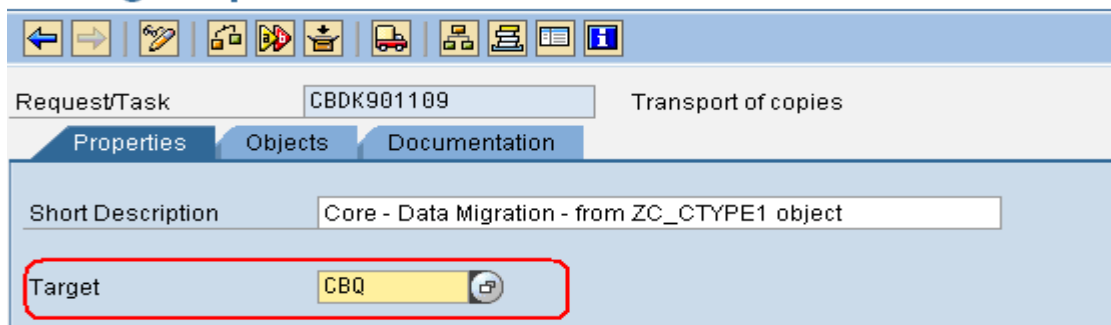 Request/Task CBDK901109 Transport of copies
Properties Objects Documentation
Short Description Core - Data Migration - from ZC_CTYPE1 object
Target CBQ